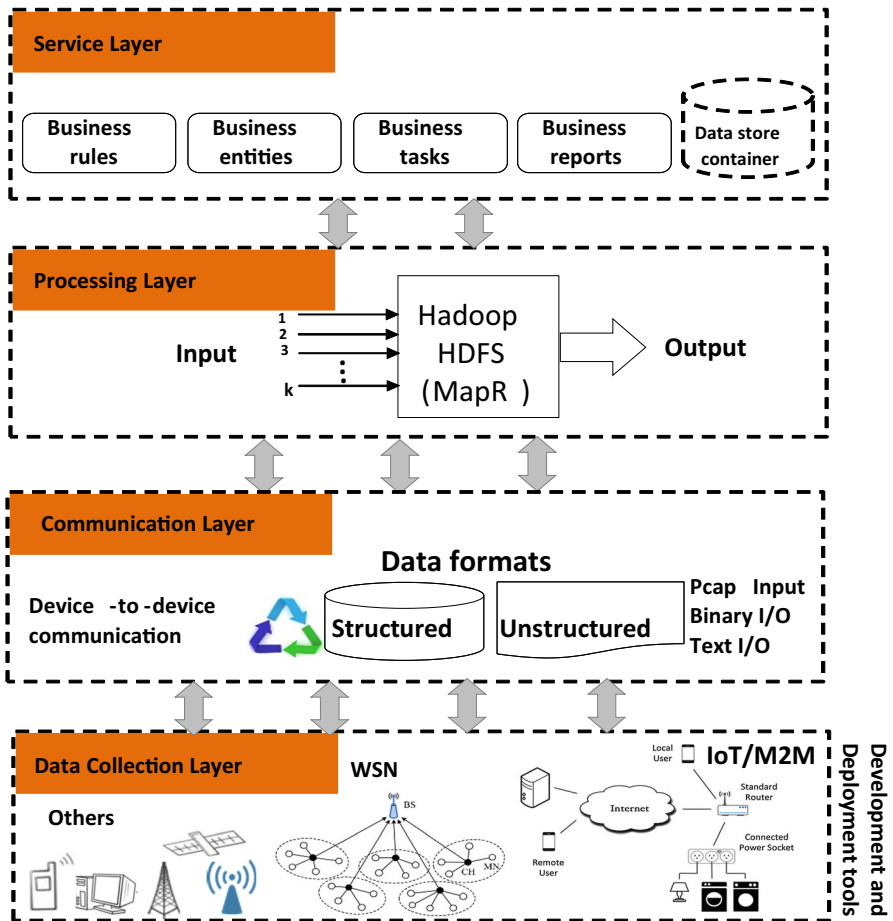 Service Layer
Business
rules
Business
entities
Business
tasks
Business
reports
Data store
container
Processing Layer
Input
1
2
3
k
Hadoop
HDFS
(MapR )
Output
Communication Layer
Data formats
Device -to -device
communication
Structured
Unstructured
Pcap Input
Binary I/O
Text I/O
Data Collection Layer
Others
WSN
BS
CH
MN
IoT/M2M
Local
User
Internet
Standard
Router
Remote
User
Connected
Power Socket
Development and
Deployment tools